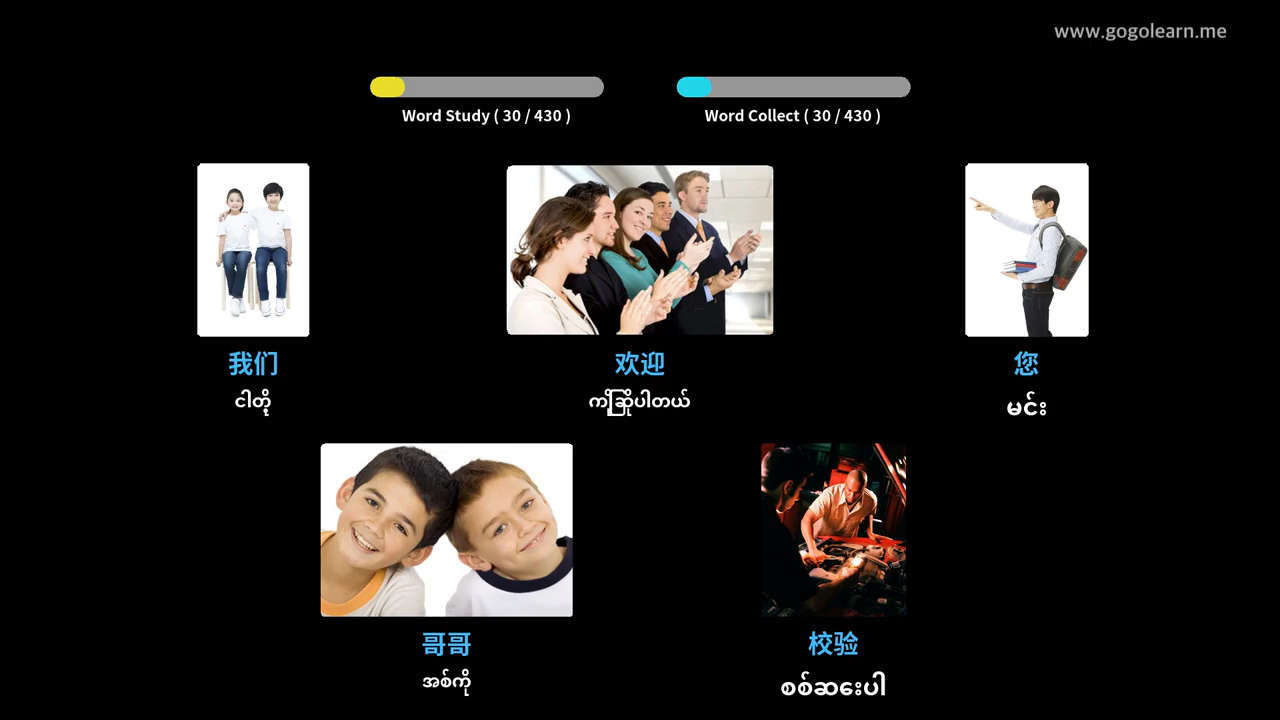 www.gogolearn.me
Word Study ( 30 / 430 )
Word Collect ( 30 / 430 )
我们
ငါတို့
欢迎
ကြိုဆိုပါတယ်
您
မင်း
哥哥
အစ်ကို
校验
စစ်ဆေးပါ